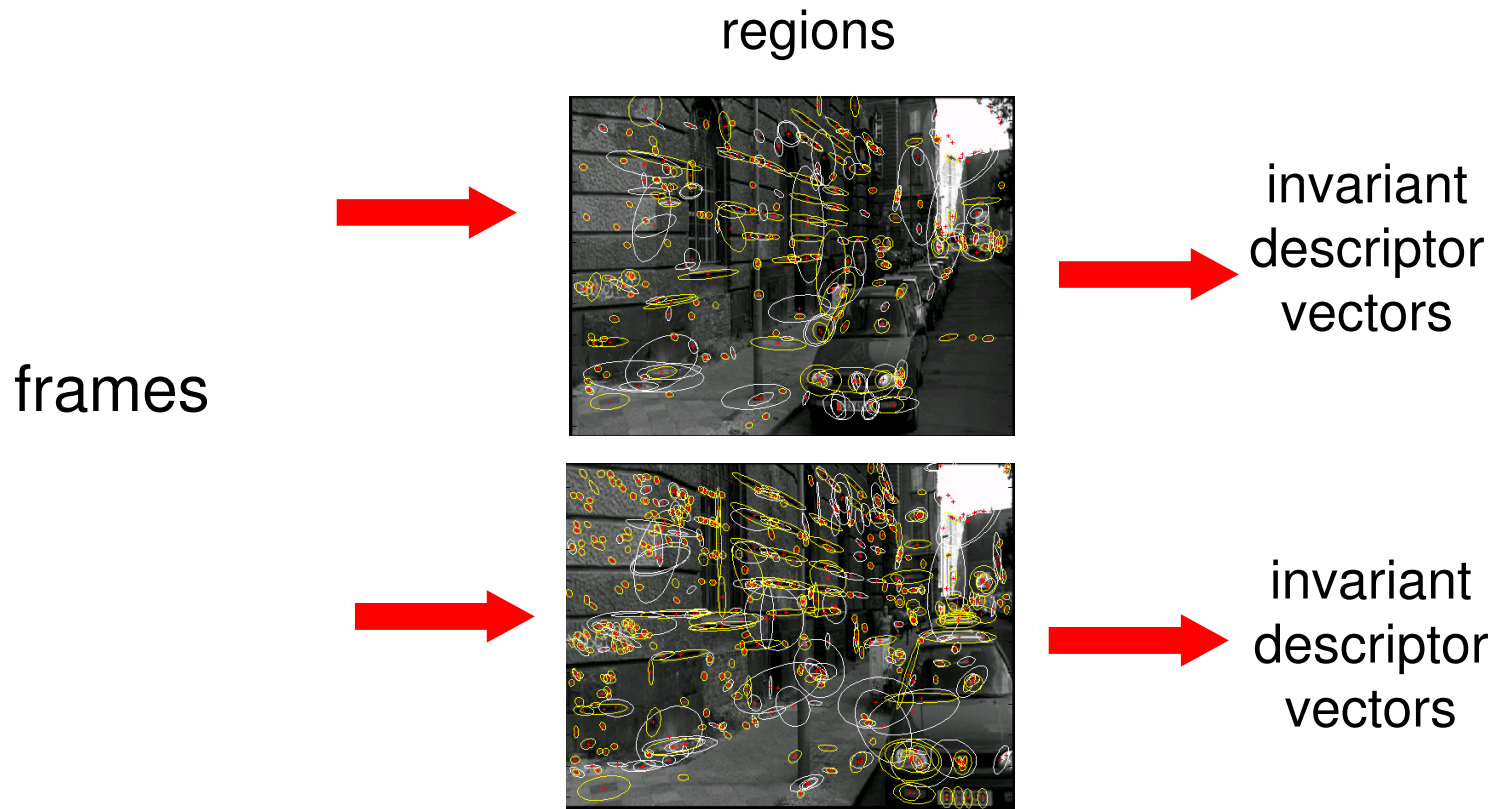 regions
frames
invariant
descriptor
vectors
invariant
descriptor
vectors